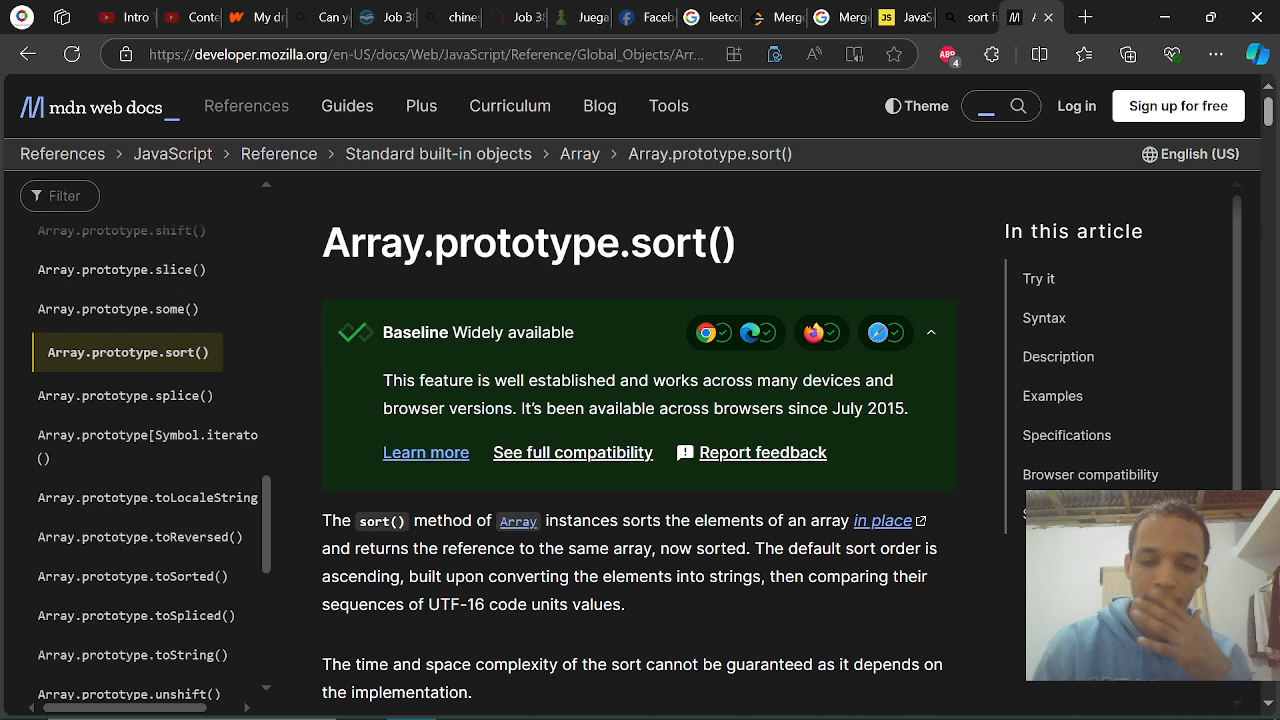 Intro
Conte
My dr
Can y
Job 38
chine
Job 38
Juega
Faceb
leetco
Merge
Merg
JS
JavaS
sort f
https://developer.mozilla.org/en-US/docs/Web/JavaScript/Reference/Global_Objects/Arr...
ABP
4
mdn web docs
References
Guides
Plus
Curriculum
Blog
Tools
Theme
Log in
Sign up for free
References > JavaScript > Reference > Standard built-in objects > Array > Array.prototype.sort()
English (US)
Filter
Array.prototype.shift()
Array.prototype.slice()
Array.prototype.some()
Array.prototype.sort()
Array.prototype.splice()
Array.prototype[Symbol.iterato
()
Array.prototype.toLocaleString
Array.prototype.toReversed()
Array.prototype.toSorted()
Array.prototype.toSpliced()
Array.prototype.toString()
Array.prototype.unshift()
Array.prototype.sort()
Baseline Widely available
This feature is well established and works across many devices and
browser versions. It’s been available across browsers since July 2015.
Learn more
See full compatibility
Report feedback
The sort() method of Array instances sorts the elements of an array in place
and returns the reference to the same array, now sorted. The default sort order is
ascending, built upon converting the elements into strings, then comparing their
sequences of UTF-16 code units values.
The time and space complexity of the sort cannot be guaranteed as it depends on
the implementation.
In this article
Try it
Syntax
Description
Examples
Specifications
Browser compatibility